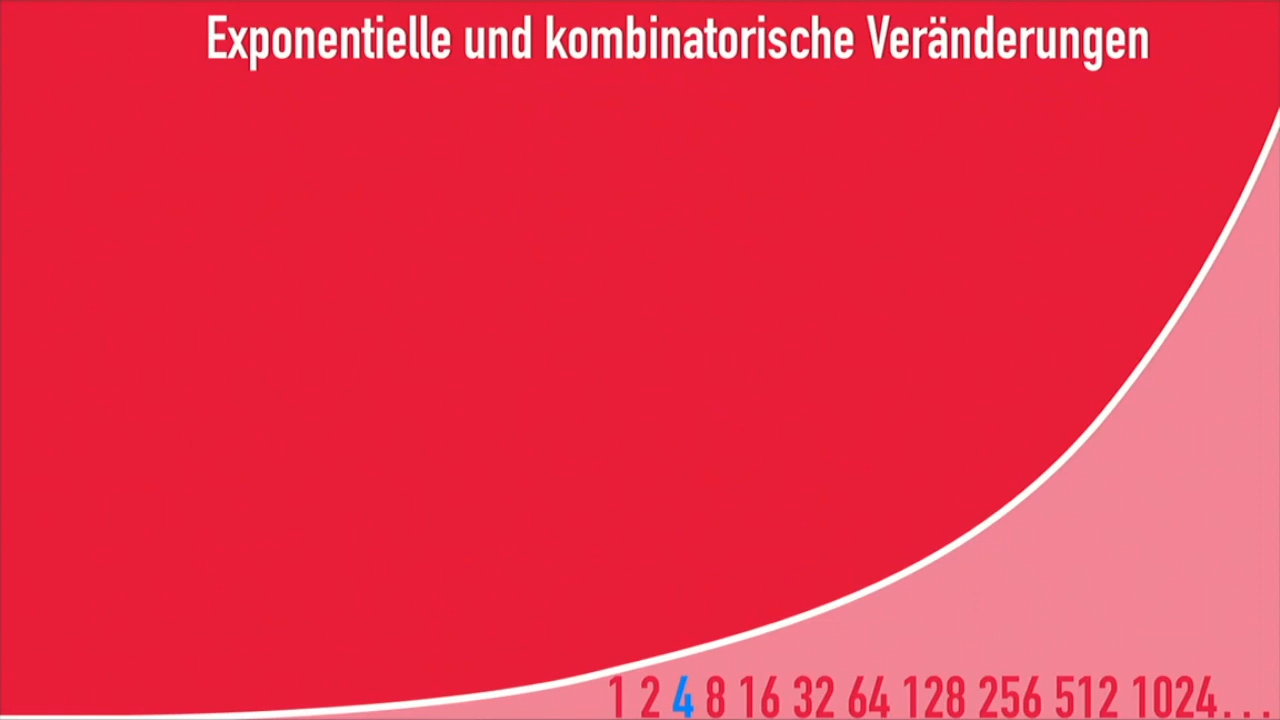 Exponentielle und kombinatorische Veränderungen
1 2 4 8 16 32 64 128 256 512 1024...